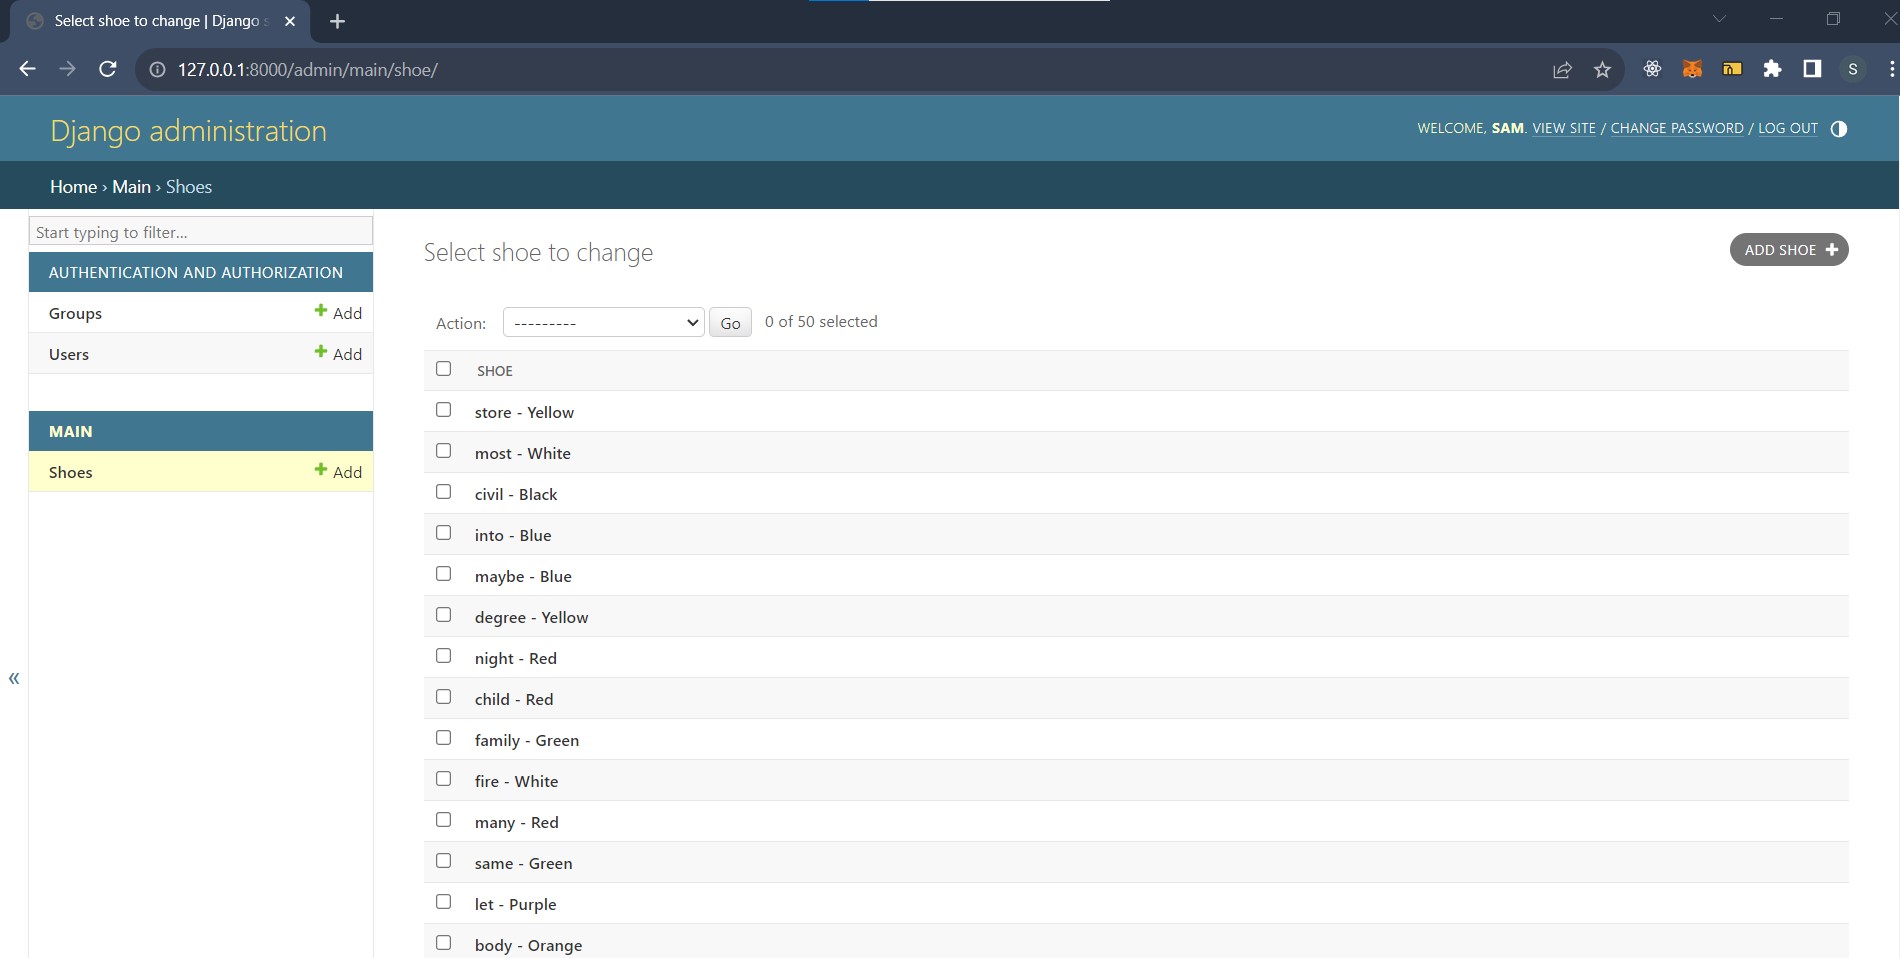 Select shoe to change | Django s
127.0.0.1:8000/admin/main/shoe/
S
Django administration
WELCOME, SAM. VIEW SITE / CHANGE PASSWORD / LOG OUT
Home › Main › Shoes
Start typing to filter...
AUTHENTICATION AND AUTHORIZATION
Groups + Add
Users + Add
MAIN
Shoes + Add
«
Select shoe to change
ADD SHOE +
Action: --------- Go 0 of 50 selected
SHOE
store - Yellow
most - White
civil - Black
into - Blue
maybe - Blue
degree - Yellow
night - Red
child - Red
family - Green
fire - White
many - Red
same - Green
let - Purple
body - Orange